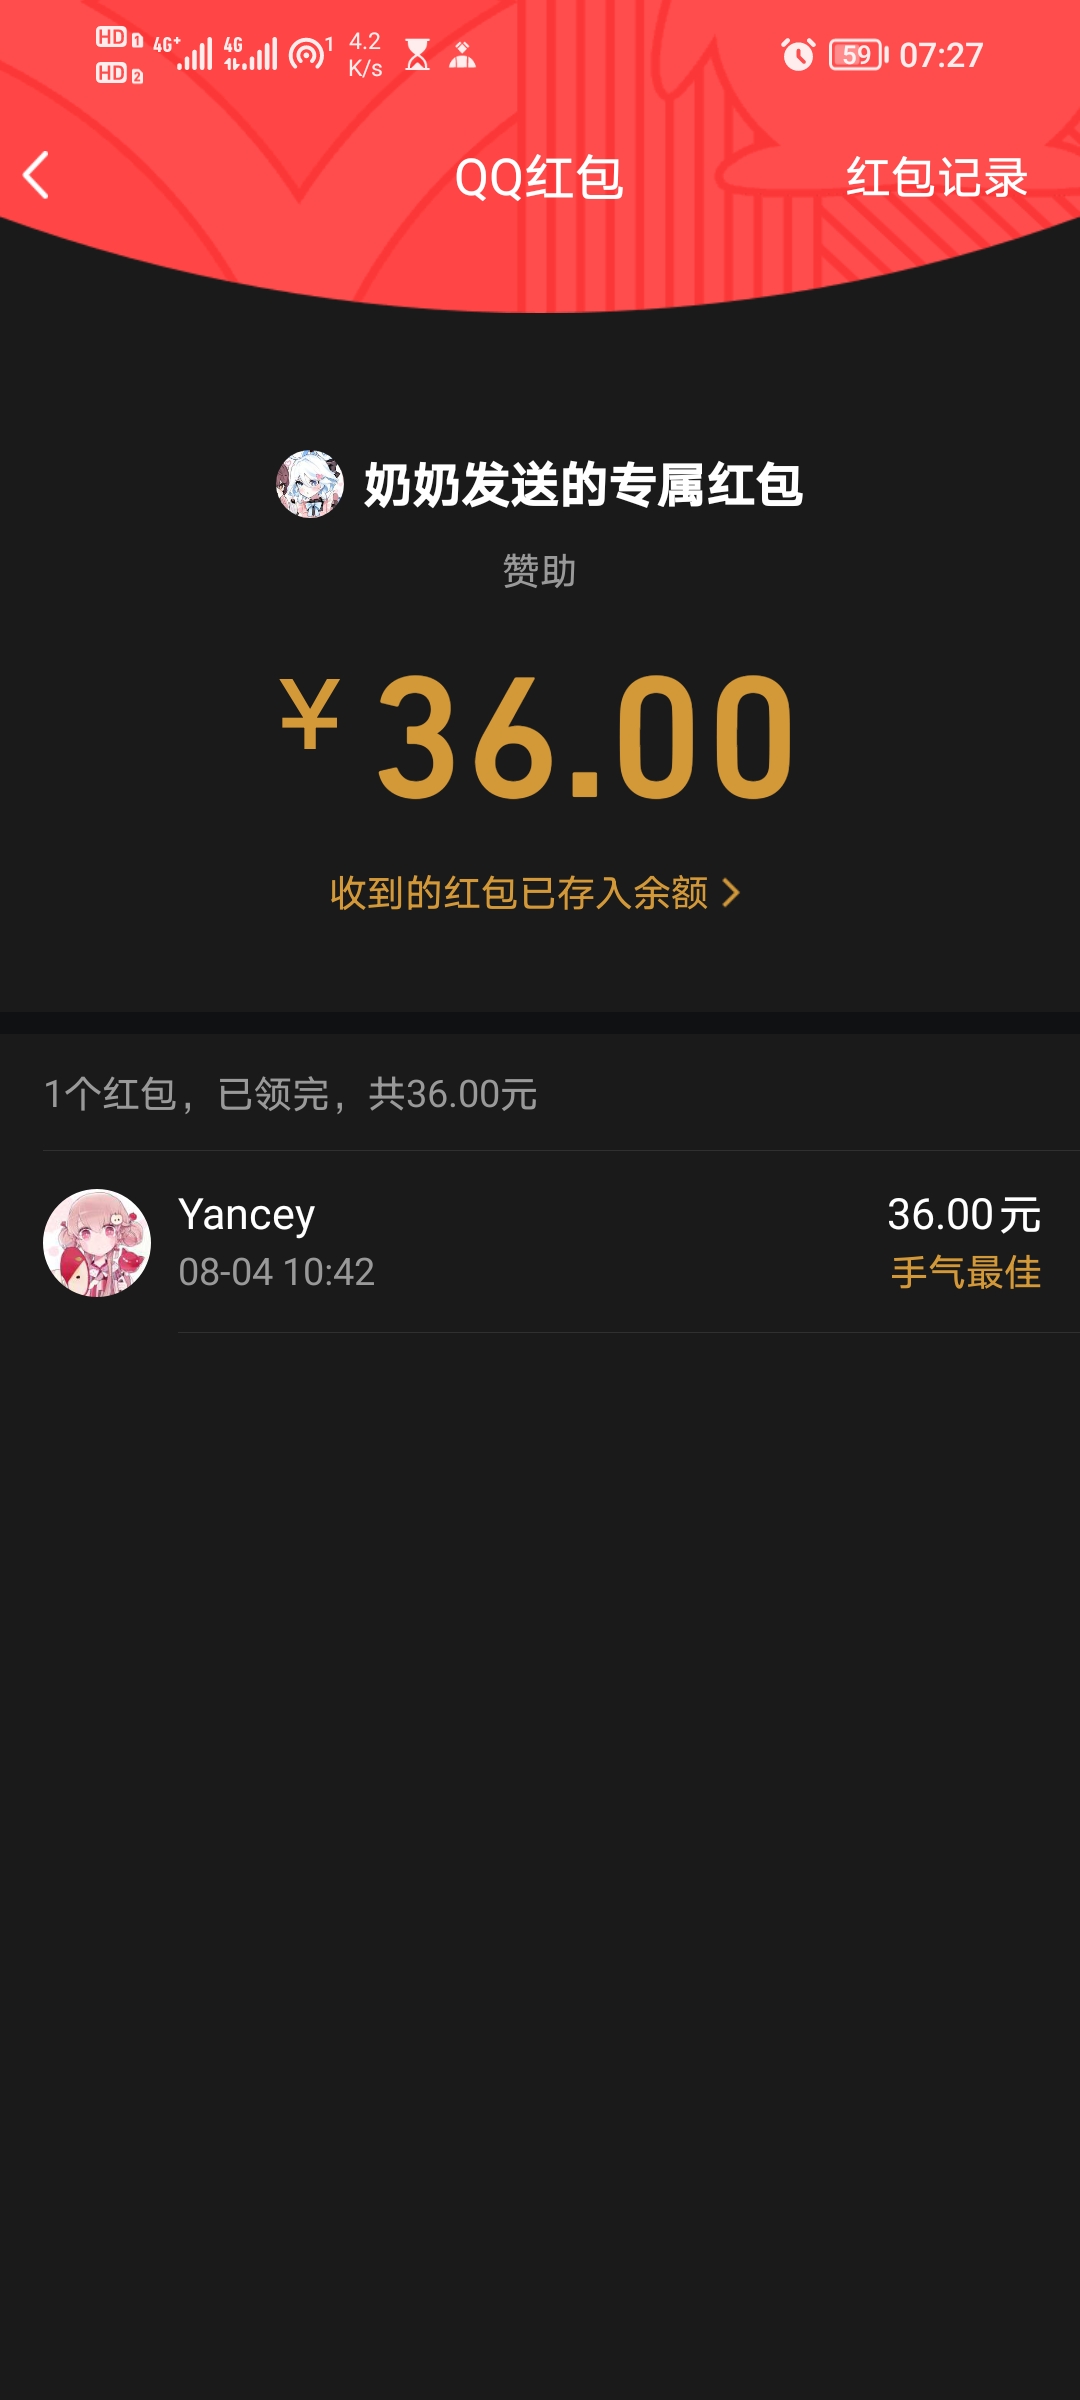 HD 1 4G+ 4G 1 4.2 59 07:27
HD 2 K/s
QQ红包 红包记录
奶奶发送的专属红包
赞助
¥36.00
收到的红包已存入余额
1个红包，已领完，共36.00元
Yancey 36.00元
08-04 10:42 手气最佳